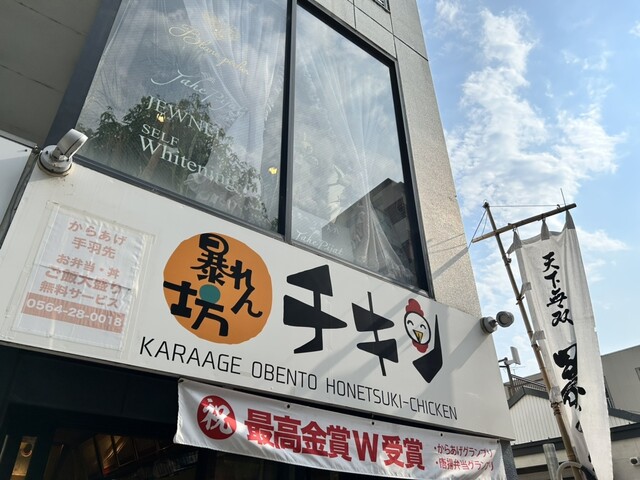 JEWNL
SELF
Whitening
からあげ
手羽先
お弁当・丼
ご飯大盛り
無料サービス
0564-28-0018
暴れん
坊
チキン
KARAAGE OBENTO HONETSUKI-CHICKEN
祝
最高金賞W受賞
・からあげグランプリ
・唐揚弁当グランプリ
天下無双
暴